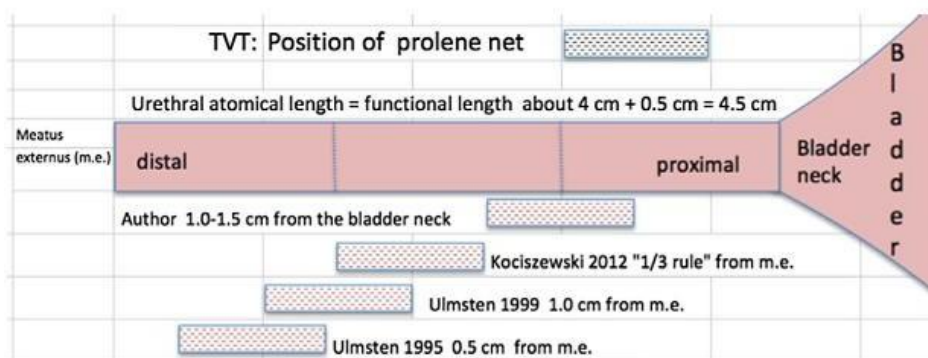 TVT: Position of prolene net
Urethral atomical length = functional length about 4 cm + 0.5 cm = 4.5 cm
Meatus
externus (m.e.)
distal
proximal
Bladder
neck
Bladder
Author 1.0-1.5 cm from the bladder neck
Kociszewski 2012 "1/3 rule" from m.e.
Ulmsten 1999 1.0 cm from m.e.
Ulmsten 1995 0.5 cm from m.e.